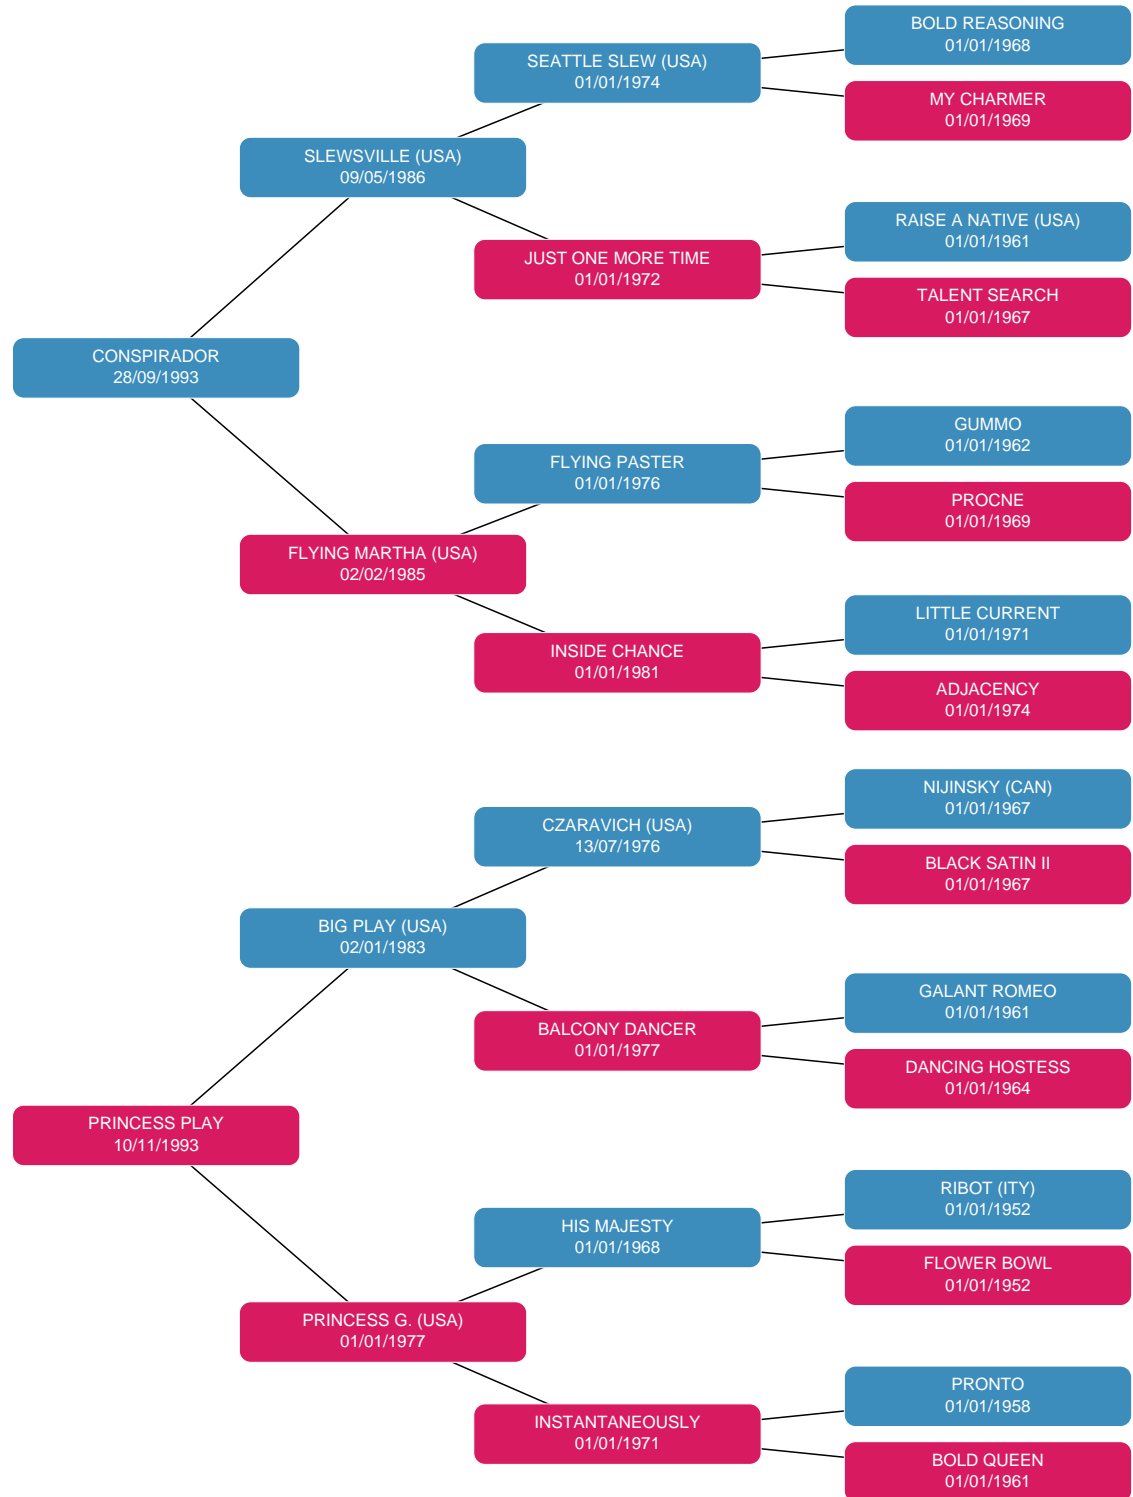 BOLD REASONING
01/01/1968
SEATTLE SLEW (USA)
01/01/1974
MY CHARMER
01/01/1969
SLEWSVILLE (USA)
09/05/1986
RAISE A NATIVE (USA)
01/01/1961
JUST ONE MORE TIME
01/01/1972
TALENT SEARCH
01/01/1967
CONSPIRADOR
28/09/1993
GUMMO
01/01/1962
FLYING PASTER
01/01/1976
PROCNE
01/01/1969
FLYING MARTHA (USA)
02/02/1985
LITTLE CURRENT
01/01/1971
INSIDE CHANCE
01/01/1981
ADJACENCY
01/01/1974
NIJINSKY (CAN)
01/01/1967
CZARAVICH (USA)
13/07/1976
BLACK SATIN II
01/01/1967
BIG PLAY (USA)
02/01/1983
GALANT ROMEO
01/01/1961
BALCONY DANCER
01/01/1977
DANCING HOSTESS
01/01/1964
PRINCESS PLAY
10/11/1993
RIBOT (ITY)
01/01/1952
HIS MAJESTY
01/01/1968
FLOWER BOWL
01/01/1952
PRINCESS G. (USA)
01/01/1977
PRONTO
01/01/1958
INSTANTANEOUSLY
01/01/1971
BOLD QUEEN
01/01/1961